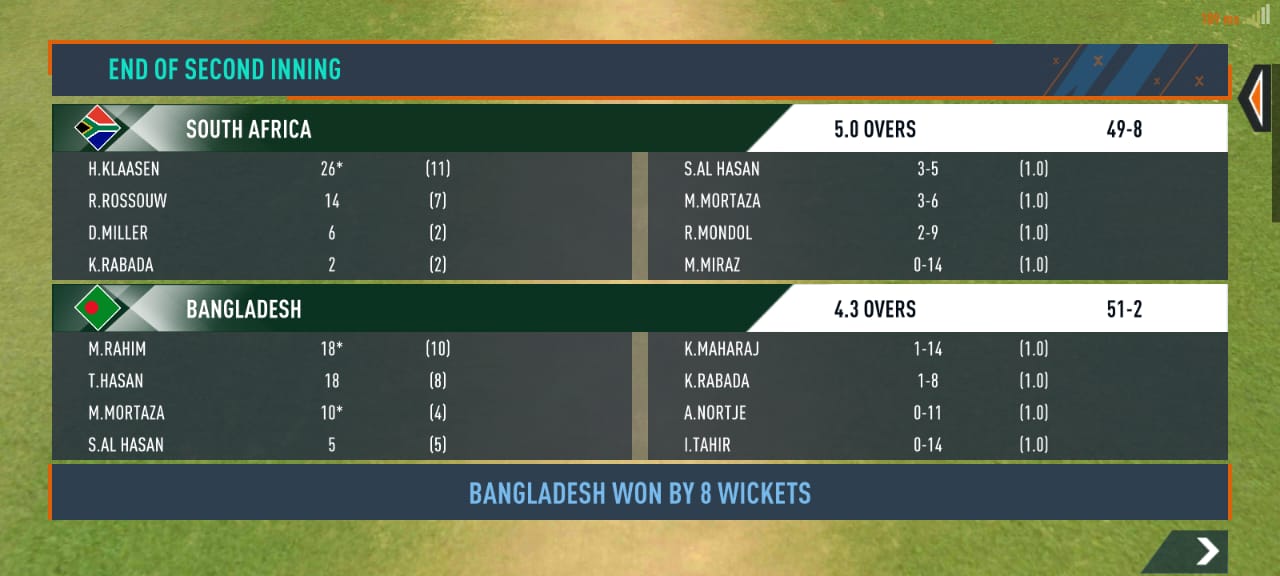 END OF SECOND INNING
SOUTH AFRICA 5.0 OVERS 49-8
H.KLAASEN 26* (11) S.AL HASAN 3-5 (1.0)
R.ROSSOUW 14 (7) M.MORTAZA 3-6 (1.0)
D.MILLER 6 (2) R.MONDOL 2-9 (1.0)
K.RABADA 2 (2) M.MIRAZ 0-14 (1.0)
BANGLADESH 4.3 OVERS 51-2
M.RAHIM 18* (10) K.MAHARAJ 1-14 (1.0)
T.HASAN 18 (8) K.RABADA 1-8 (1.0)
M.MORTAZA 10* (4) A.NORTJE 0-11 (1.0)
S.AL HASAN 5 (5) I.TAHIR 0-14 (1.0)
BANGLADESH WON BY 8 WICKETS